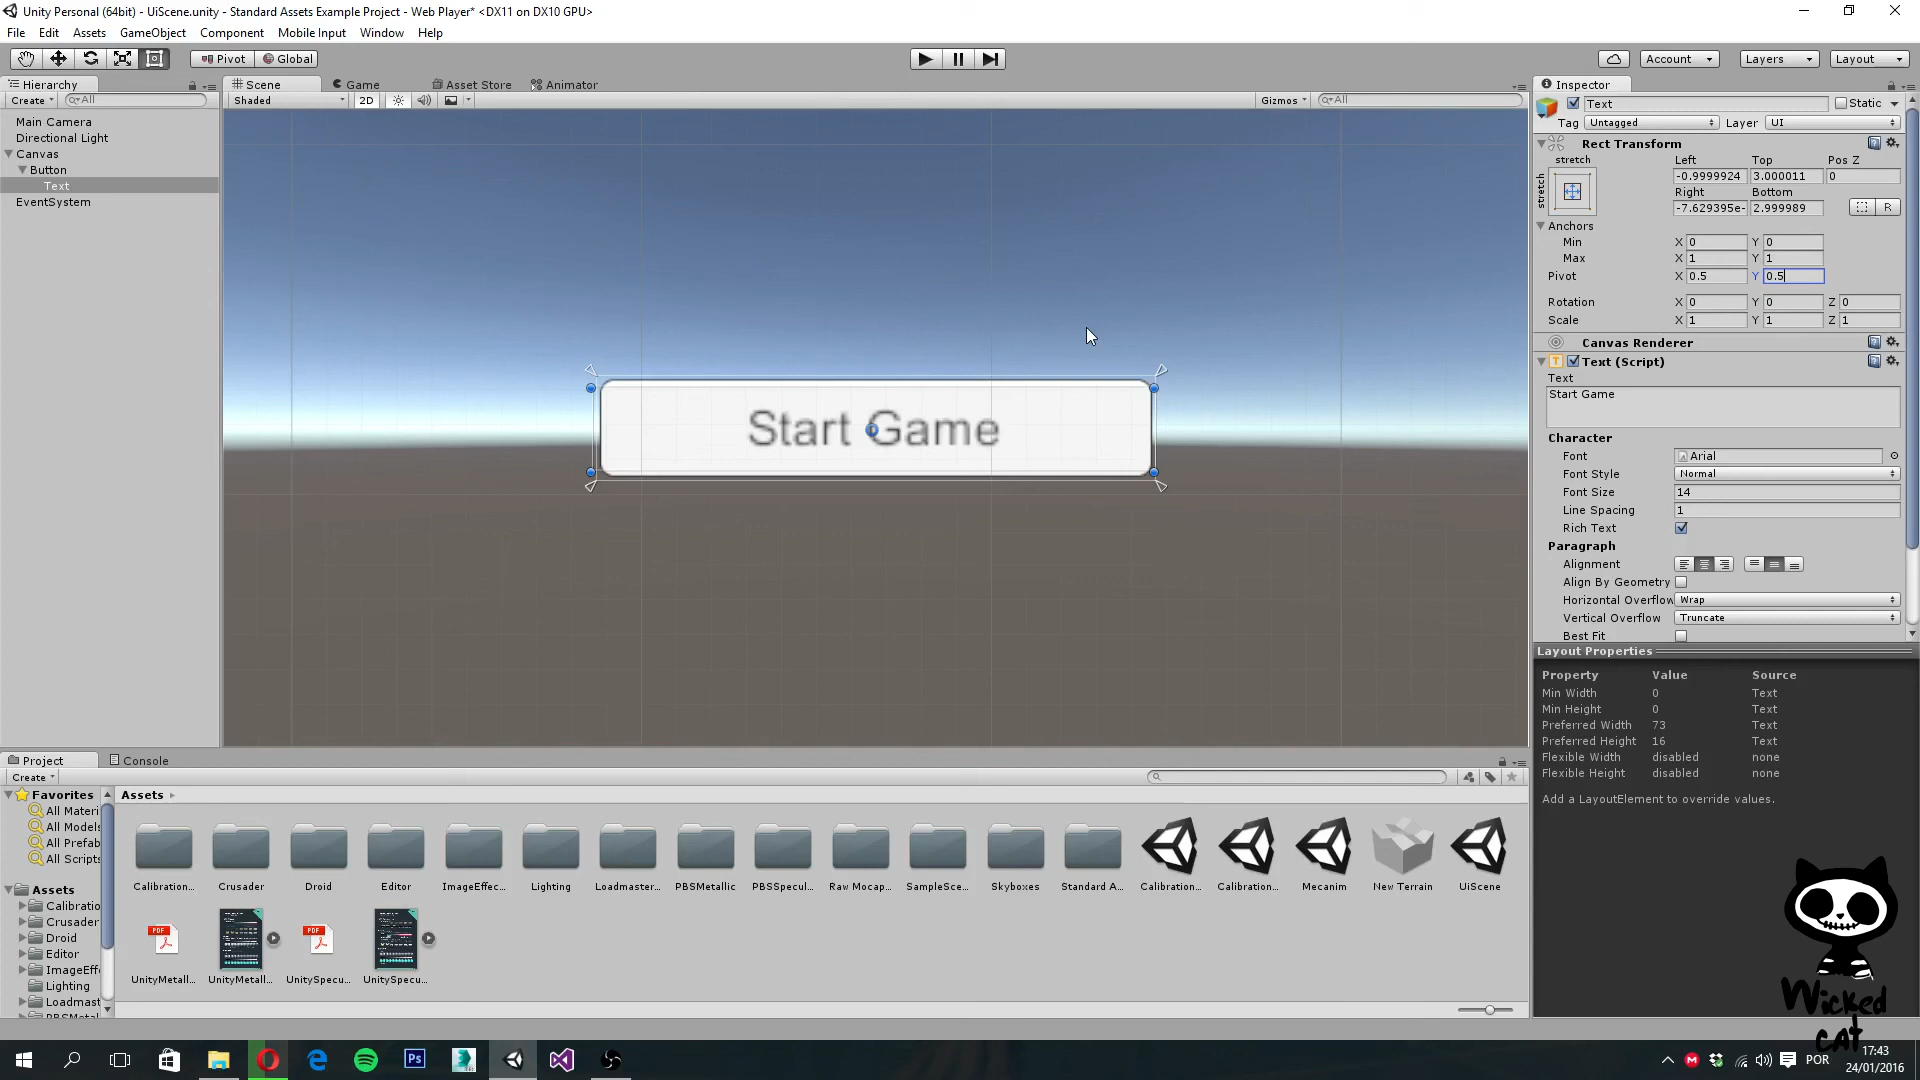 Unity Personal (64bit) - UiScene.unity - Standard Assets Example Project - Web Player* <DX11 on DX10 GPU>
File Edit Assets GameObject Component Mobile Input Window Help
Pivot Global Account Layers Layout
Hierarchy
Create All
Main Camera
Directional Light
Canvas
Button
Text
EventSystem
Scene Game Asset Store Animator
Shaded 2D Gizmos All
Start Game
Inspector
Text Static
Tag Untagged Layer UI
Rect Transform
stretch Left Top Pos Z
stretch
-0.9999924 3.000011 0
Right Bottom
-7.629395e- 2.999989 R
Anchors
Min X 0 Y 0
Max X 1 Y 1
Pivot X 0.5 Y 0.5
Rotation X 0 Y 0 Z 0
Scale X 1 Y 1 Z 1
Canvas Renderer
Text (Script)
Text
Start Game
Character
Font Arial
Font Style Normal
Font Size 14
Line Spacing 1
Rich Text
Paragraph
Alignment
Align By Geometry
Horizontal Overflow Wrap
Vertical Overflow Truncate
Best Fit
Layout Properties
Property Value Source
Min Width 0 Text
Min Height 0 Text
Preferred Width 73 Text
Preferred Height 16 Text
Flexible Width disabled none
Flexible Height disabled none
Add a LayoutElement to override values.
Project Console
Create
Favorites
All Materi
All Models
All Prefab
All Scripts
Assets
Calibratio
Crusader
Droid
Editor
ImageEff
Lighting
Loadmast
PBSMetal
Assets
Calibration... Crusader Droid Editor ImageEffec... Lighting Loadmaster... PBSMetallic PBSSpecul... Raw Mocap... SampleSce... Skyboxes Standard A... Calibration... Calibration... Mecanim New Terrain UiScene
PDF PDF
UnityMetall... UnityMetall... UnitySpecu... UnitySpecu...
Wicked
cat
Ps
POR
17:43
24/01/2016